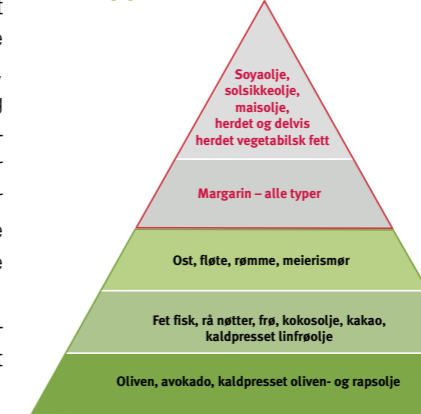 Soyaolje,
solsikkeolje,
maisolje,
herdet og delvis
herdet vegetabilsk fett
Margarin – alle typer
Ost, fløte, rømme, meierismør
Fet fisk, rå nøtter, frø, kokosolje, kakao,
kaldpresset linfrøolje
Oliven, avokado, kaldpresset oliven- og rapsolje